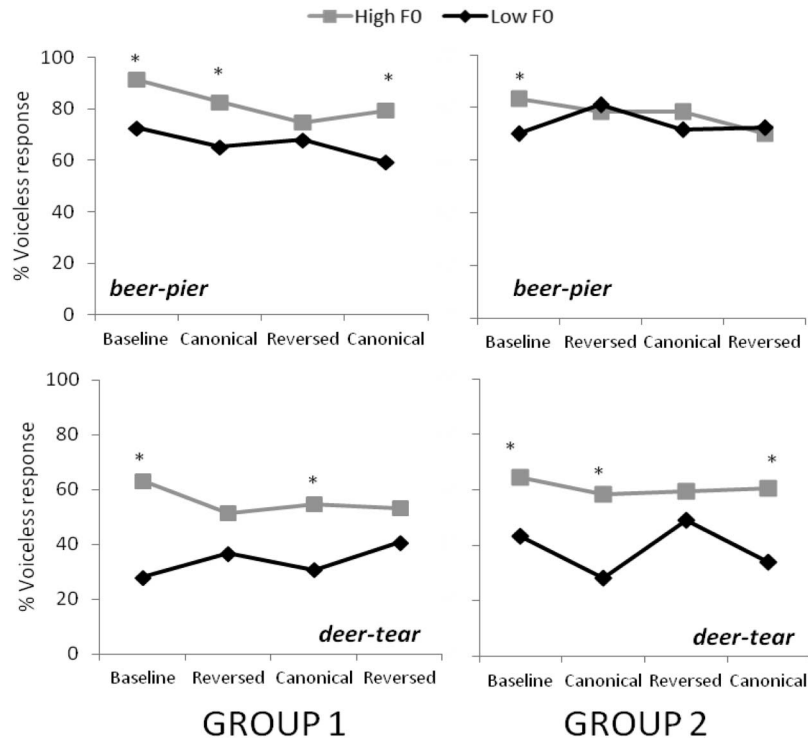 High F0 Low F0
100
80
60
40
20
0
% Voiceless response
* * *
beer-pier
Baseline Canonical Reversed Canonical
*
beer-pier
Baseline Reversed Canonical Reversed
100
80
60
40
20
0
% Voiceless response
* *
deer-tear
Baseline Reversed Canonical Reversed
* * *
deer-tear
Baseline Canonical Reversed Canonical
GROUP 1 GROUP 2